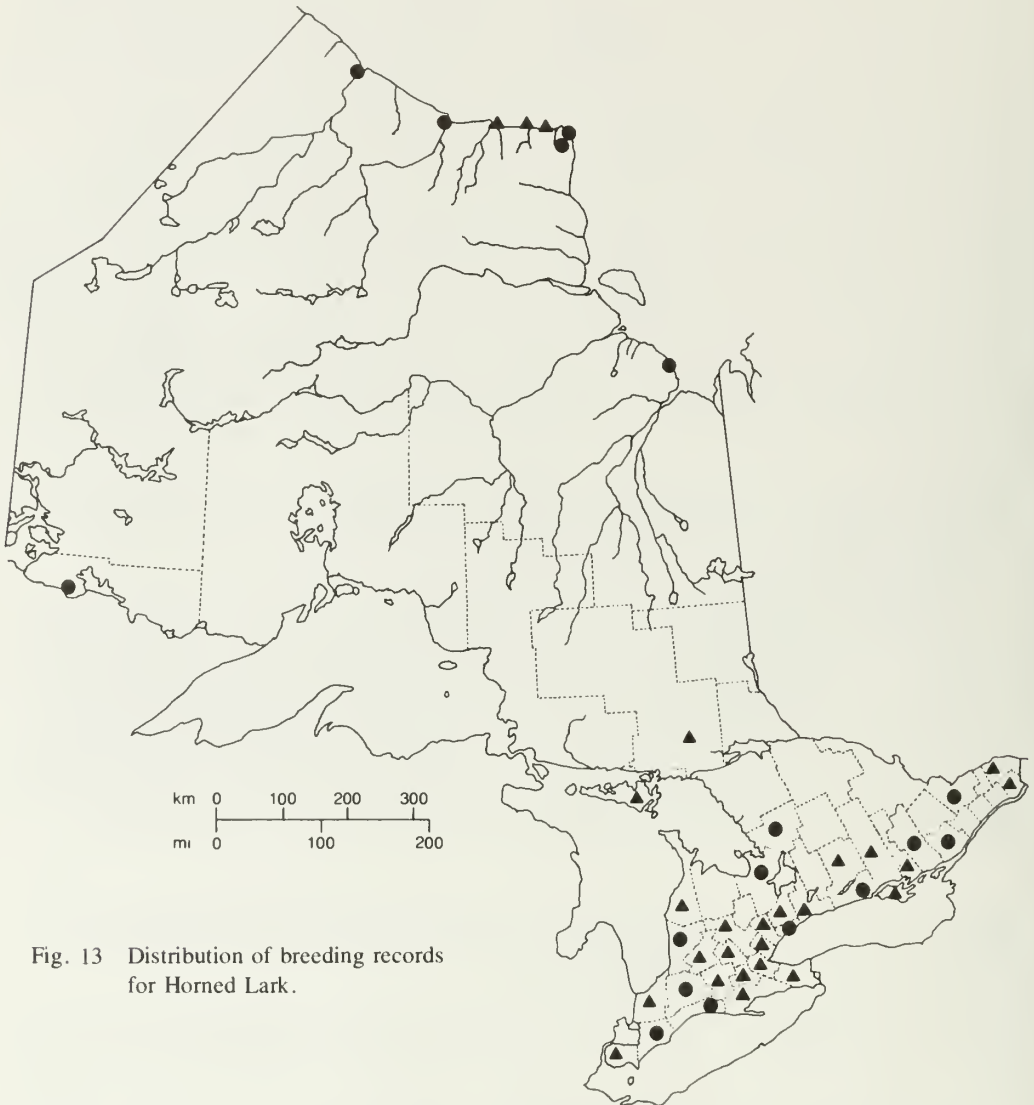 km 0 100 200 300
mi 0 100 200
Fig. 13 Distribution of breeding records
for Horned Lark.